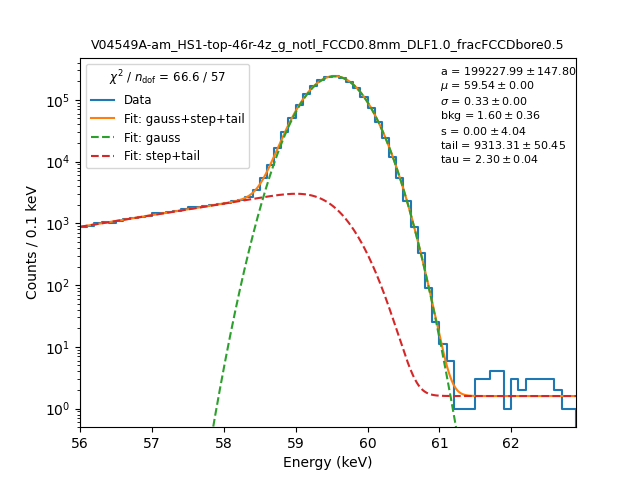 V04549A-am_HS1-top-46r-4z_g_notl_FCCD0.8mm_DLF1.0_fracFCCDbore0.5
χ² / n_dof = 66.6 / 57
Data
Fit: gauss+step+tail
Fit: gauss
Fit: step+tail
a = 199227.99 ± 147.80
μ = 59.54 ± 0.00
σ = 0.33 ± 0.00
bkg = 1.60 ± 0.36
s = 0.00 ± 4.04
tail = 9313.31 ± 50.45
tau = 2.30 ± 0.04
Counts / 0.1 keV
10⁵
10⁴
10³
10²
10¹
10⁰
56 57 58 59 60 61 62
Energy (keV)